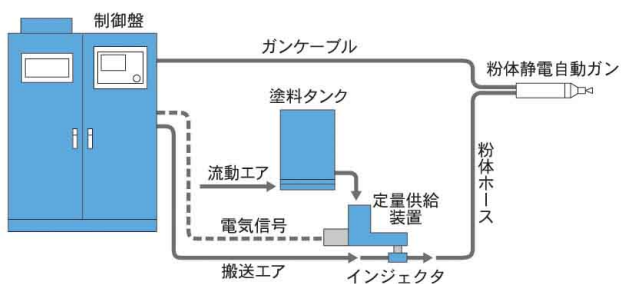 制御盤
ガンケーブル
粉体静電自動ガン
塗料タンク
流動エア
定量供給
装置
粉体ホース
電気信号
搬送エア
インジェクタ